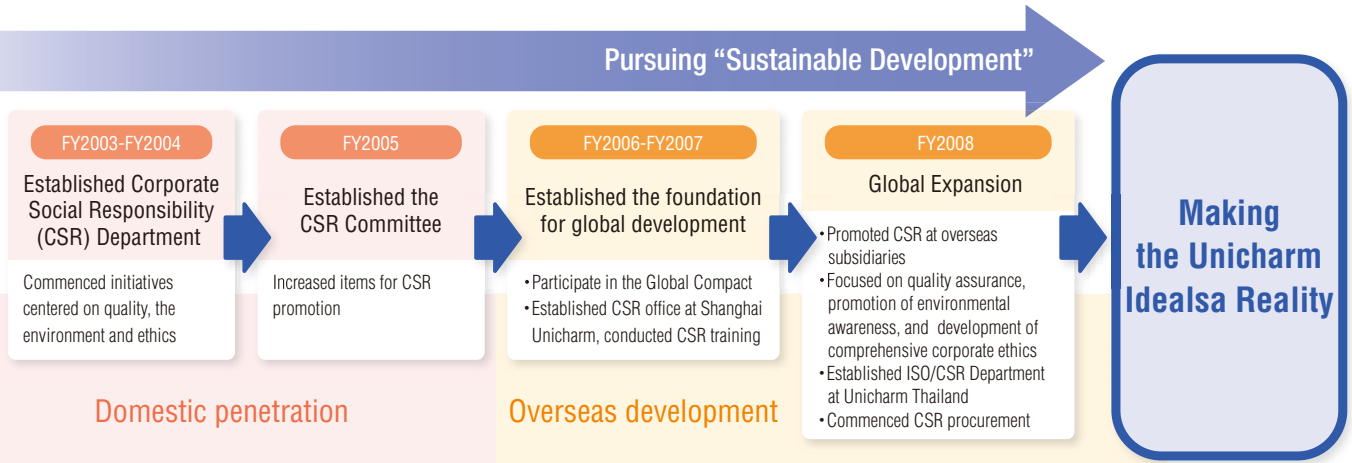 Pursuing “Sustainable Development”
FY2003-FY2004
Established Corporate
Social Responsibility
(CSR) Department
Commenced initiatives
centered on quality, the
environment and ethics
FY2005
Established the
CSR Committee
Increased items for CSR
promotion
Domestic penetration
FY2006-FY2007
Established the foundation
for global development
•Participate in the Global Compact
•Established CSR office at Shanghai
Unicharm, conducted CSR training
Overseas development
FY2008
Global Expansion
•Promoted CSR at overseas
subsidiaries
•Focused on quality assurance,
promotion of environmental
awareness, and development of
comprehensive corporate ethics
•Established ISO/CSR Department
at Unicharm Thailand
•Commenced CSR procurement
Making
the Unicharm
Idealsa Reality